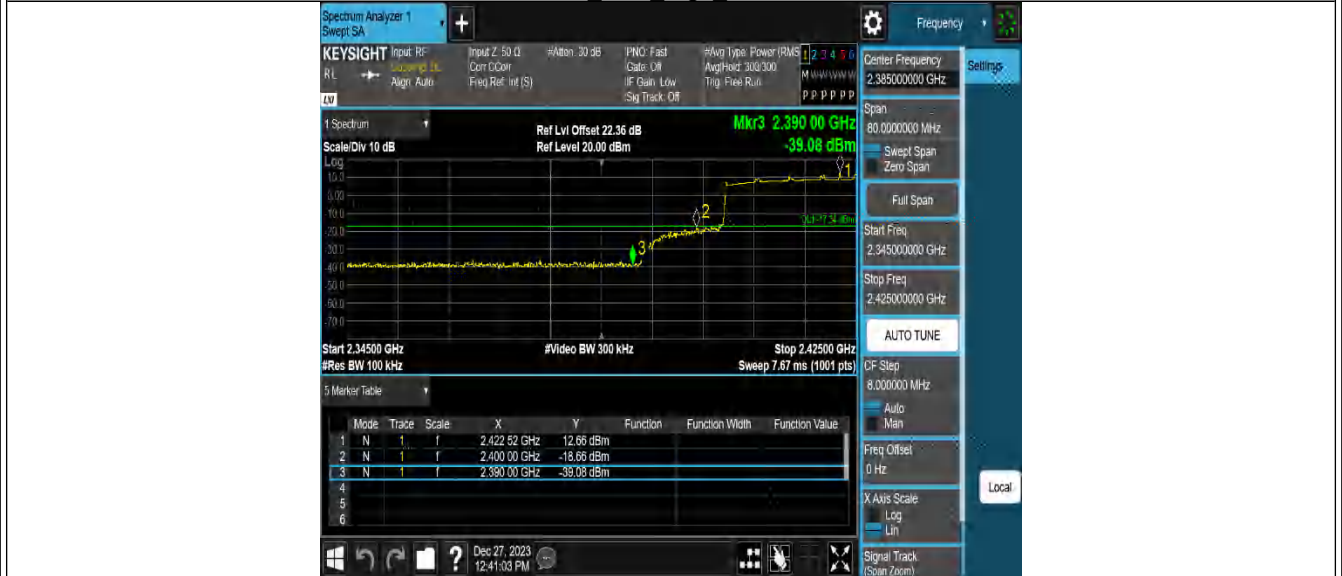 Spectrum Analyzer 1
Swept SA
+
Frequency
KEYSIGHT
RL
LXI
Input: RF
Align: Auto
Input Z: 50 Ω
Corr CCorr
Freq Ref: Int (S)
#Atten: 30 dB
PNO: Fast
Gate: Off
IF Gain: Low
Sig Track: Off
#Avg Type: Power (RMS
Avg|Hold: 300/300
Trig: Free Run
1 2 3 4 5 6
M W W W W W
P P P P P P
1 Spectrum
Scale/Div 10 dB
Ref Lvl Offset 22.36 dB
Ref Level 20.00 dBm
Mkr3 2.390 00 GHz
-39.08 dBm
Log
10.0
0.00
-10.0
-20.0
-30.0
-40.0
-50.0
-60.0
-70.0
1
2
3
Start 2.34500 GHz
#Res BW 100 kHz
#Video BW 300 kHz
Stop 2.42500 GHz
Sweep 7.67 ms (1001 pts)
5 Marker Table
Mode Trace Scale X Y Function Function Width Function Value
1 N 1 f 2.422 52 GHz 12.66 dBm
2 N 1 f 2.400 00 GHz -18.66 dBm
3 N 1 f 2.390 00 GHz -39.08 dBm
4
5
6
?
Dec 27, 2023
12:41:03 PM
Center Frequency
2.385000000 GHz
Settings
Span
80.0000000 MHz
Swept Span
Zero Span
Full Span
Start Freq
2.345000000 GHz
Stop Freq
2.425000000 GHz
AUTO TUNE
CF Step
8.000000 MHz
Auto
Man
Freq Offset
0 Hz
X Axis Scale
Log
Lin
Local
Signal Track
(Span Zoom)